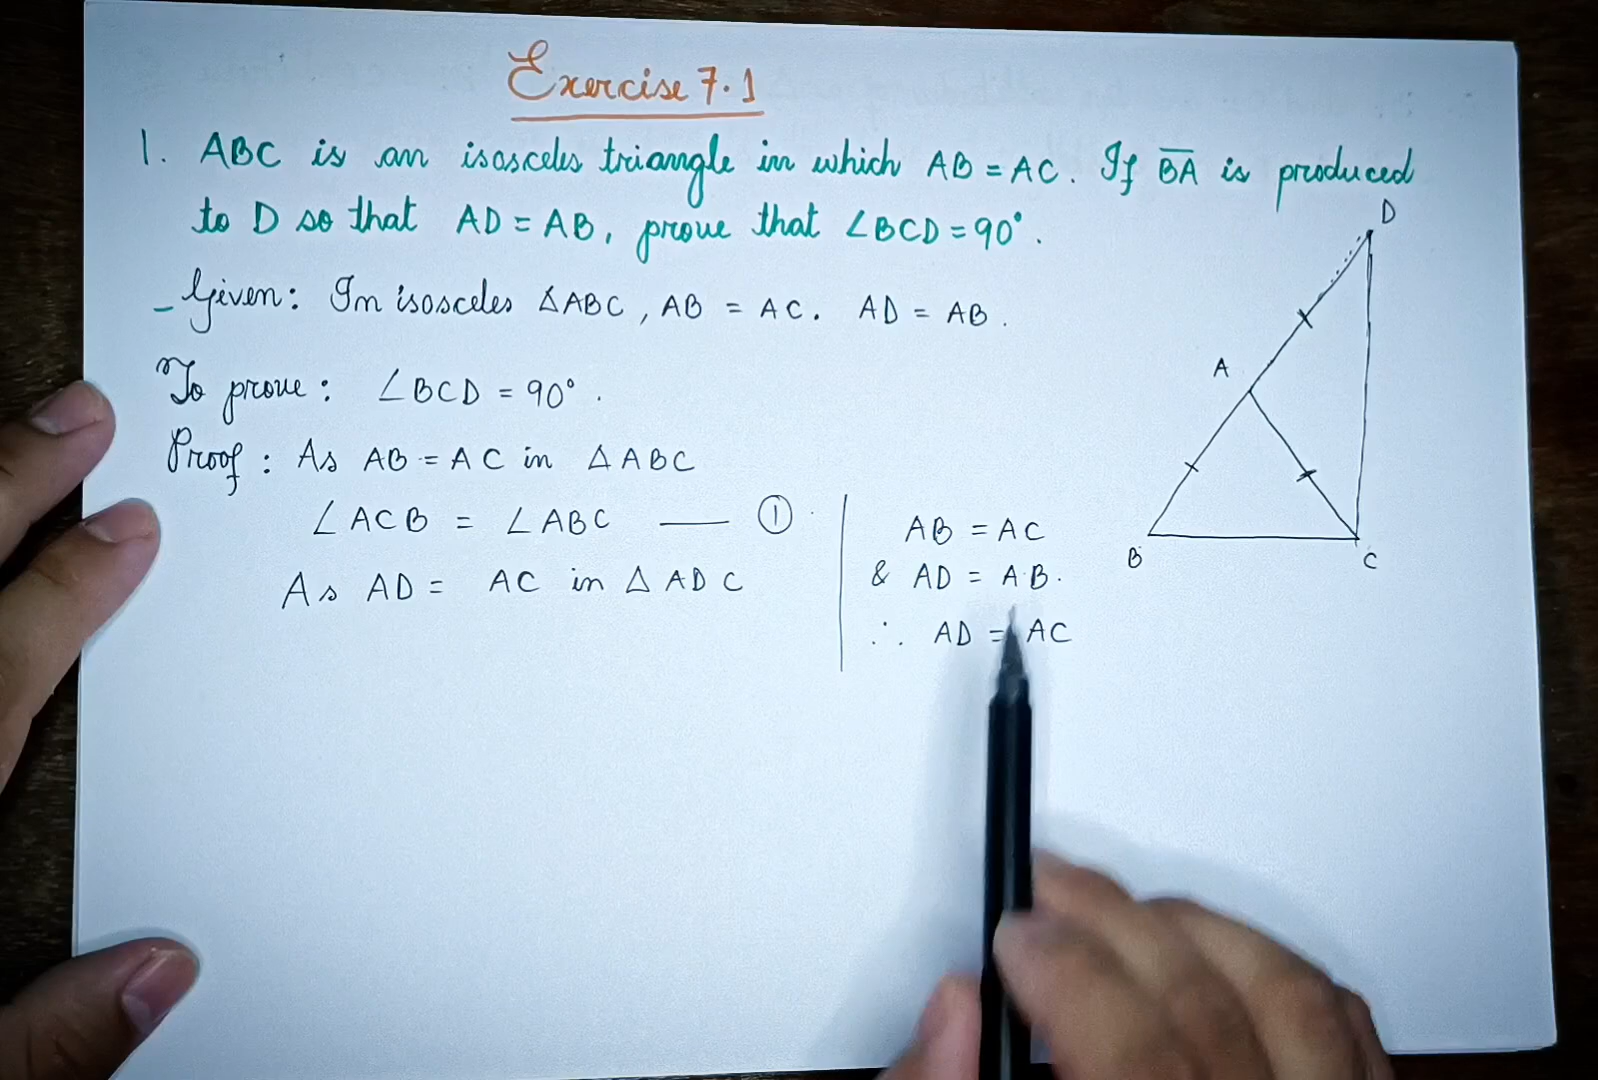 Exercise 7.1
1. ABC is an isosceles triangle in which AB = AC. If B̅A̅ is produced
to D so that AD = AB, prove that ∠BCD = 90°.
Given: In isosceles ΔABC, AB = AC. AD = AB.
To prove: ∠BCD = 90°.
Proof: As AB = AC in ΔABC
∠ACB = ∠ABC —— ①
As AD = AC in ΔADC
AB = AC
& AD = AB.
∴ AD = AC
D
A
B
C